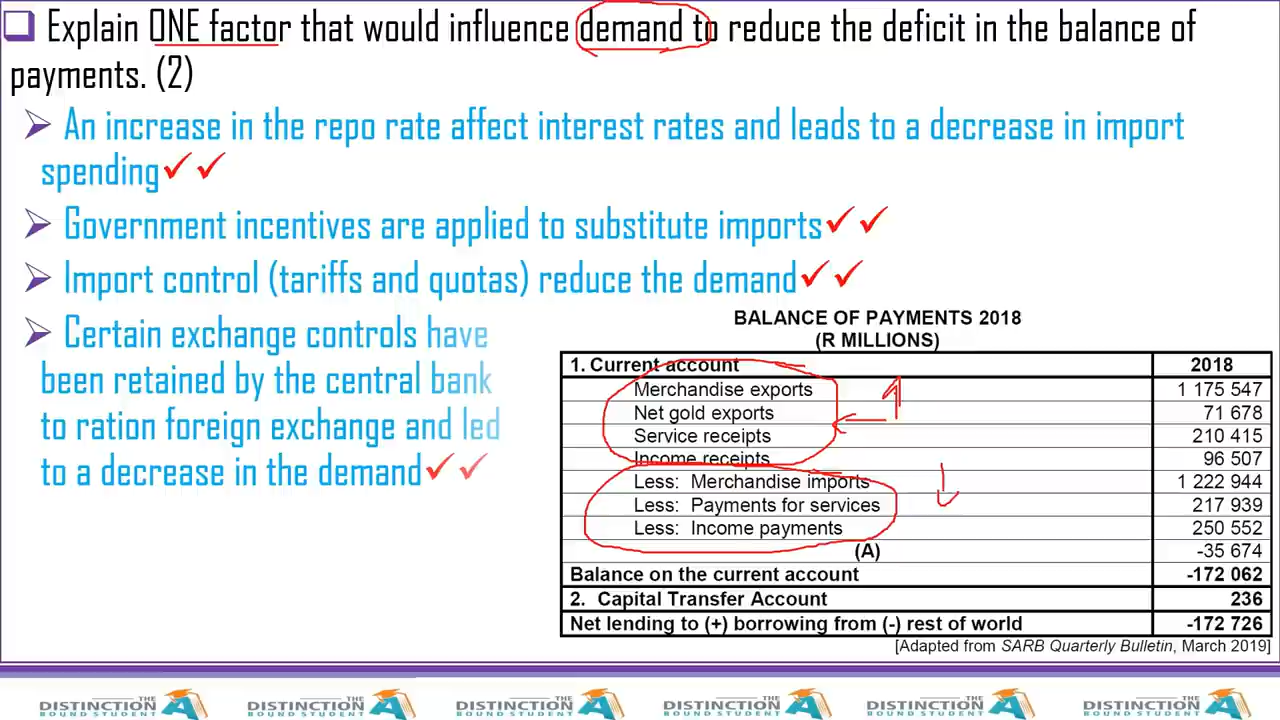 Explain ONE factor that would influence demand to reduce the deficit in the balance of
payments. (2)
An increase in the repo rate affect interest rates and leads to a decrease in import
spending✓✓
Government incentives are applied to substitute imports✓✓
Import control (tariffs and quotas) reduce the demand✓✓
Certain exchange controls have
been retained by the central bank
to ration foreign exchange and led
to a decrease in the demand✓✓
BALANCE OF PAYMENTS 2018
(R MILLIONS)
1. Current account 2018
Merchandise exports 1 175 547
Net gold exports 71 678
Service receipts 210 415
Income receipts 96 507
Less: Merchandise imports 1 222 944
Less: Payments for services 217 939
Less: Income payments 250 552
(A) -35 674
Balance on the current account -172 062
2. Capital Transfer Account 236
Net lending to (+) borrowing from (-) rest of world -172 726
[Adapted from SARB Quarterly Bulletin, March 2019]
THE DISTINCTION BOUND STUDENT THE DISTINCTION BOUND STUDENT THE DISTINCTION BOUND STUDENT THE DISTINCTION BOUND STUDENT THE DISTINCTION BOUND STUDENT THE DISTINCTION BOUND STUDENT